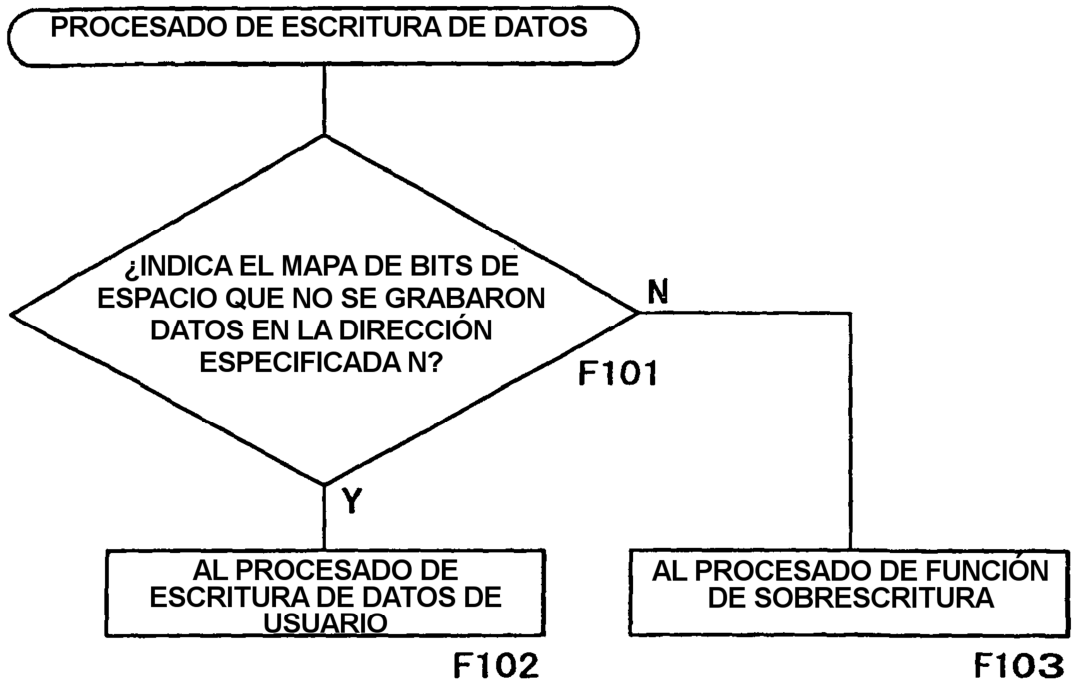 PROCESADO DE ESCRITURA DE DATOS
¿INDICA EL MAPA DE BITS DE
ESPACIO QUE NO SE GRABARON
DATOS EN LA DIRECCIÓN
ESPECIFICADA N?
N
F101
Y
AL PROCESADO DE
ESCRITURA DE DATOS DE
USUARIO
F102
AL PROCESADO DE FUNCIÓN
DE SOBRESCRITURA
F103